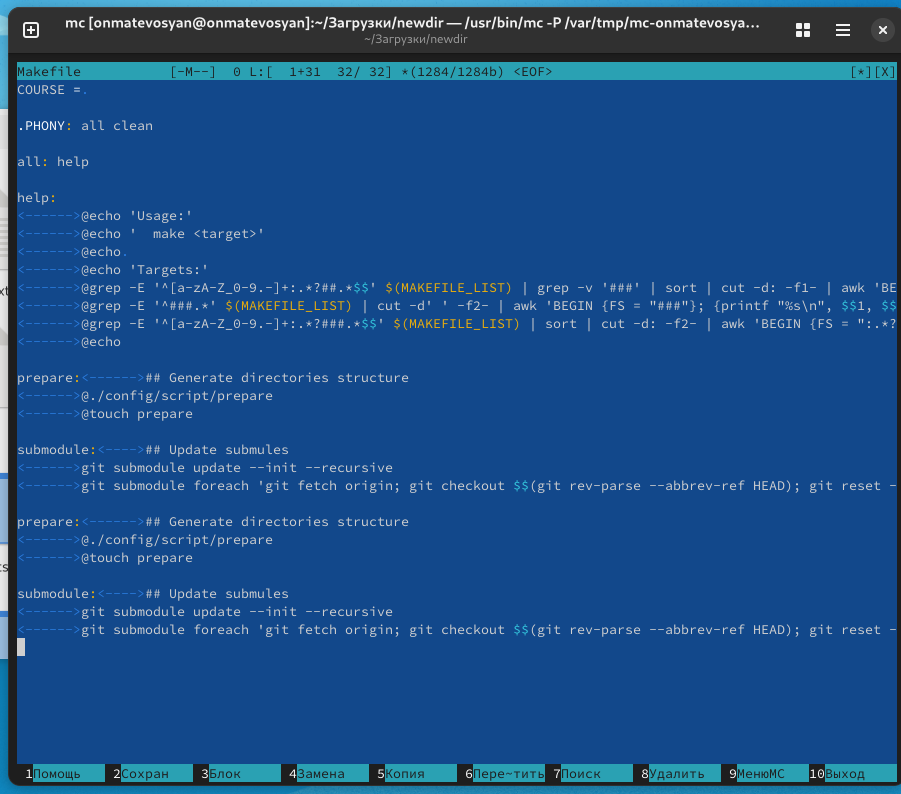 mc [onmatevosyan@onmatevosyan]:~/Загрузки/newdir — /usr/bin/mc -P /var/tmp/mc-onmatevosya…
~/Загрузки/newdir
Makefile [-M--] 0 L:[ 1+31 32/ 32] *(1284/1284b) <EOF> [*][X]
COURSE =.
.PHONY: all clean
all: help
help:
<------>@echo 'Usage:'
<------>@echo '  make <target>'
<------>@echo.
<------>@echo 'Targets:'
<------>@grep -E '^[a-zA-Z_0-9.-]+:.*?##.*$$' $(MAKEFILE_LIST) | grep -v '###' | sort | cut -d: -f1- | awk 'BE
<------>@grep -E '^###.*' $(MAKEFILE_LIST) | cut -d' ' -f2- | awk 'BEGIN {FS = "###"}; {printf "%s\n", $$1, $$
<------>@grep -E '^[a-zA-Z_0-9.-]+:.*?###.*$$' $(MAKEFILE_LIST) | sort | cut -d: -f2- | awk 'BEGIN {FS = ":.*?
<------>@echo
prepare:<------>## Generate directories structure
<------>@./config/script/prepare
<------>@touch prepare
submodule:<---->## Update submules
<------>git submodule update --init --recursive
<------>git submodule foreach 'git fetch origin; git checkout $$(git rev-parse --abbrev-ref HEAD); git reset -
prepare:<------>## Generate directories structure
<------>@./config/script/prepare
<------>@touch prepare
submodule:<---->## Update submules
<------>git submodule update --init --recursive
<------>git submodule foreach 'git fetch origin; git checkout $$(git rev-parse --abbrev-ref HEAD); git reset -
1Помощь 2Сохран 3Блок 4Замена 5Копия 6Пере~тить 7Поиск 8Удалить 9МенюМС 10Выход